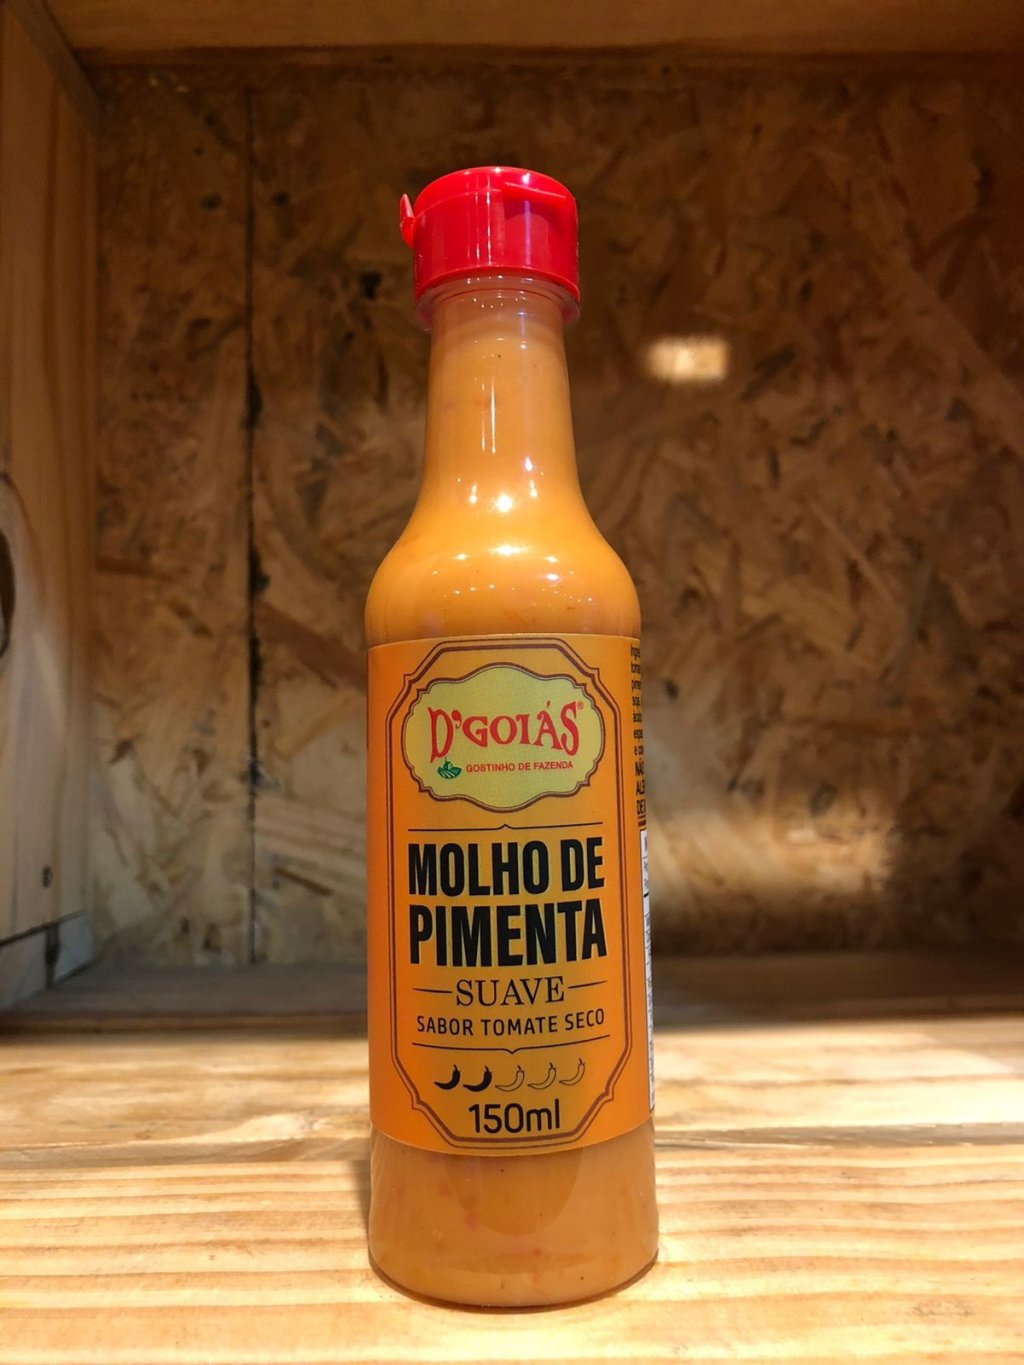 D'GOIÁS®
GOSTINHO DE FAZENDA
MOLHO DE
PIMENTA
SUAVE
SABOR TOMATE SECO
150ml